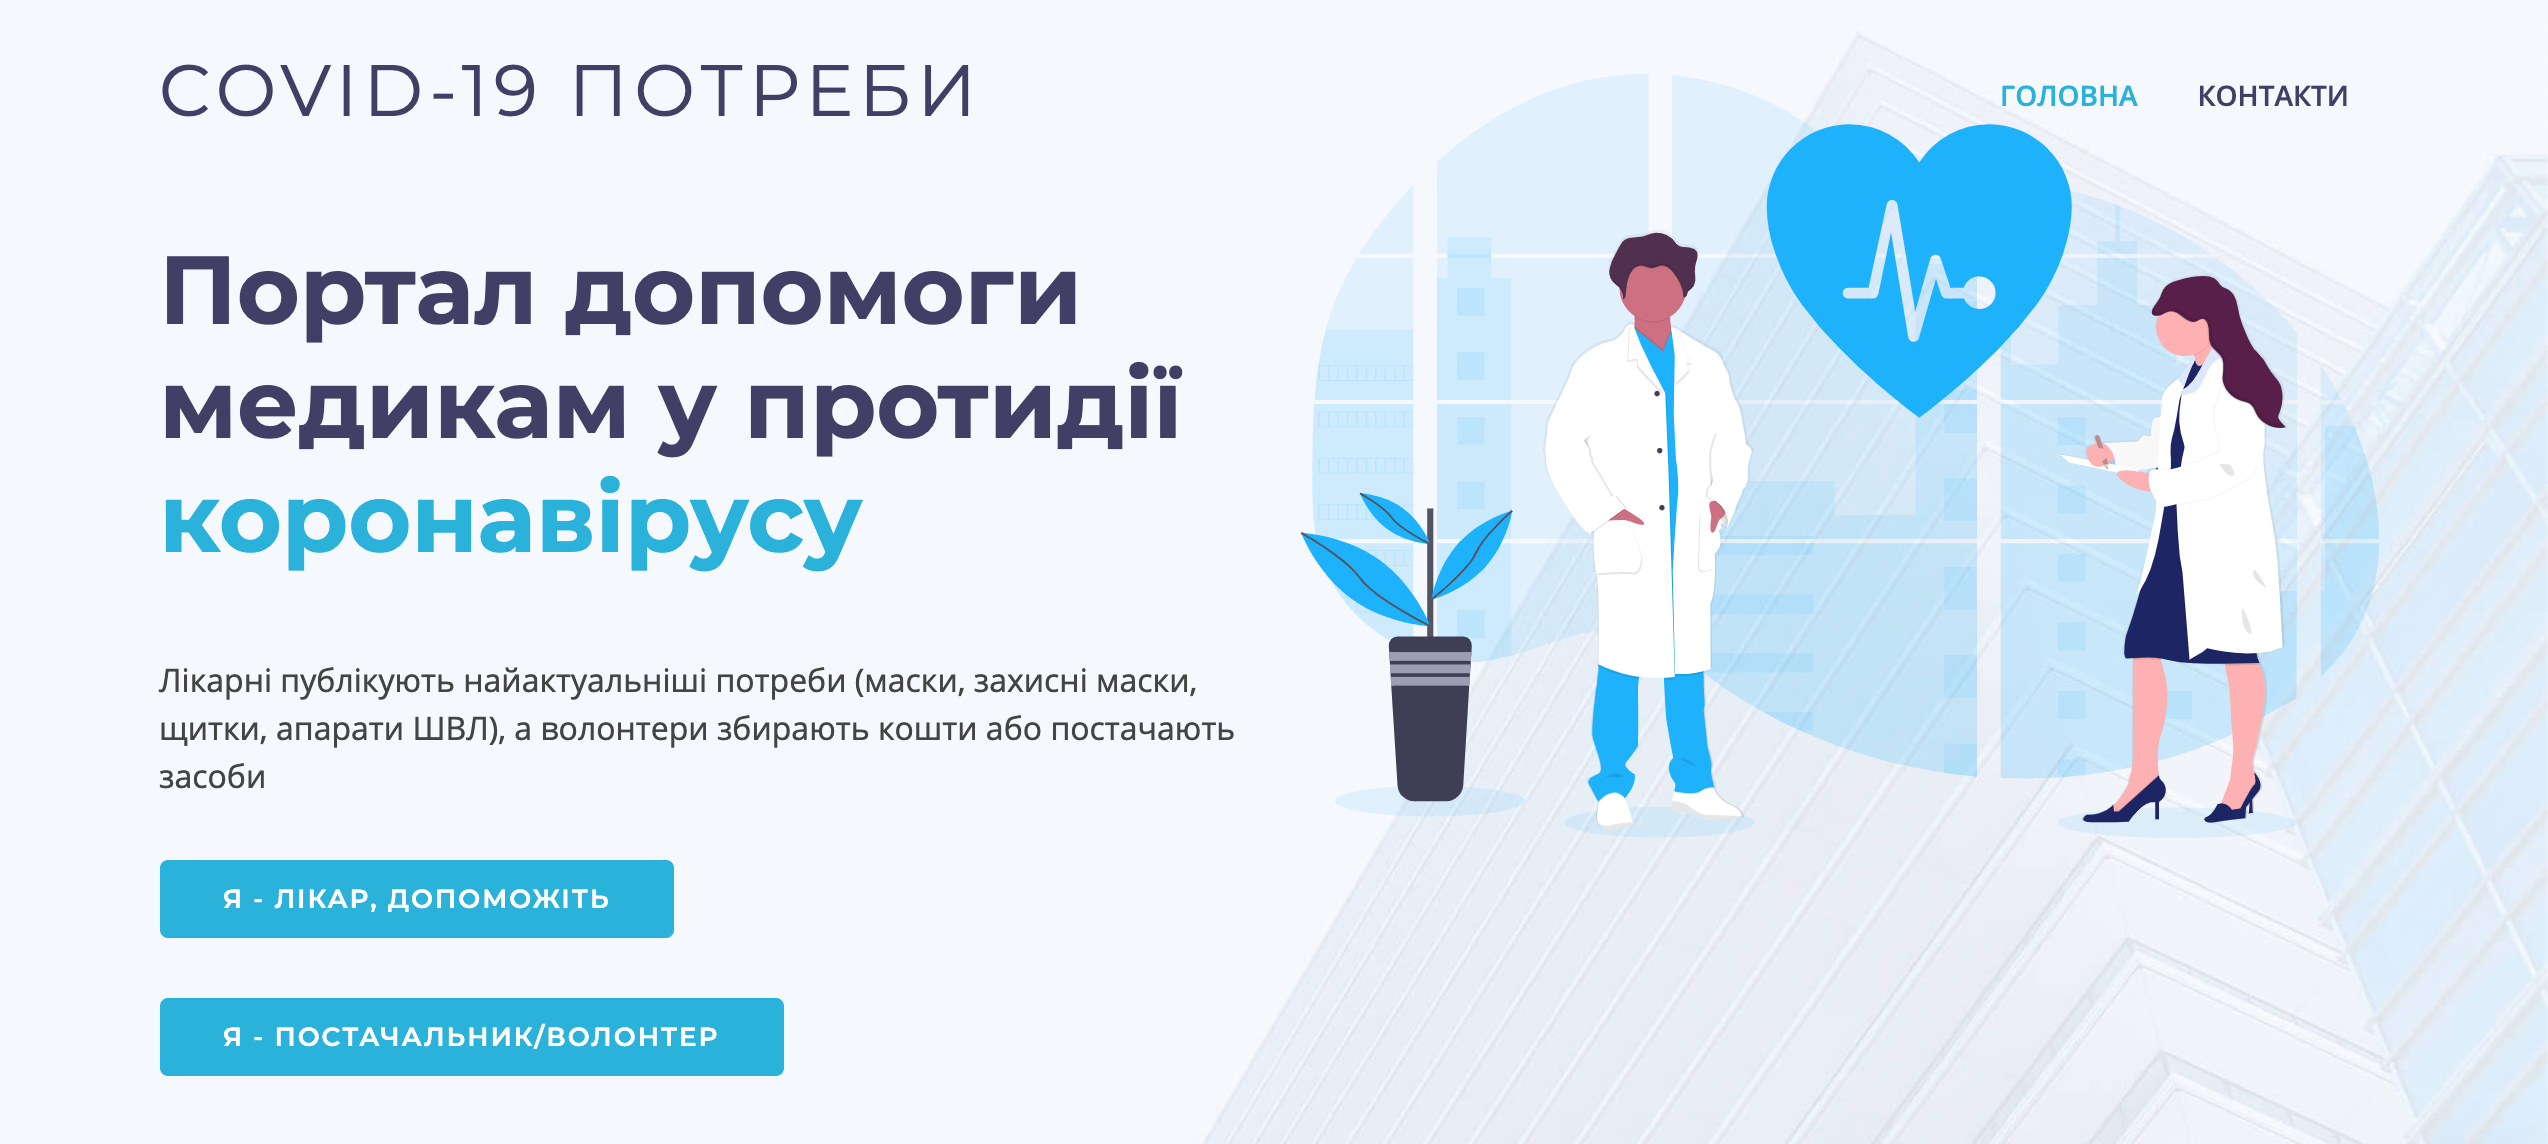 COVID-19 ПОТРЕБИ
ГОЛОВНА КОНТАКТИ
Портал допомоги
медикам у протидії
коронавірусу
Лікарні публікують найактуальніші потреби (маски, захисні маски,
щитки, апарати ШВЛ), а волонтери збирають кошти або постачають
засоби
Я - ЛІКАР, ДОПОМОЖІТЬ
Я - ПОСТАЧАЛЬНИК/ВОЛОНТЕР